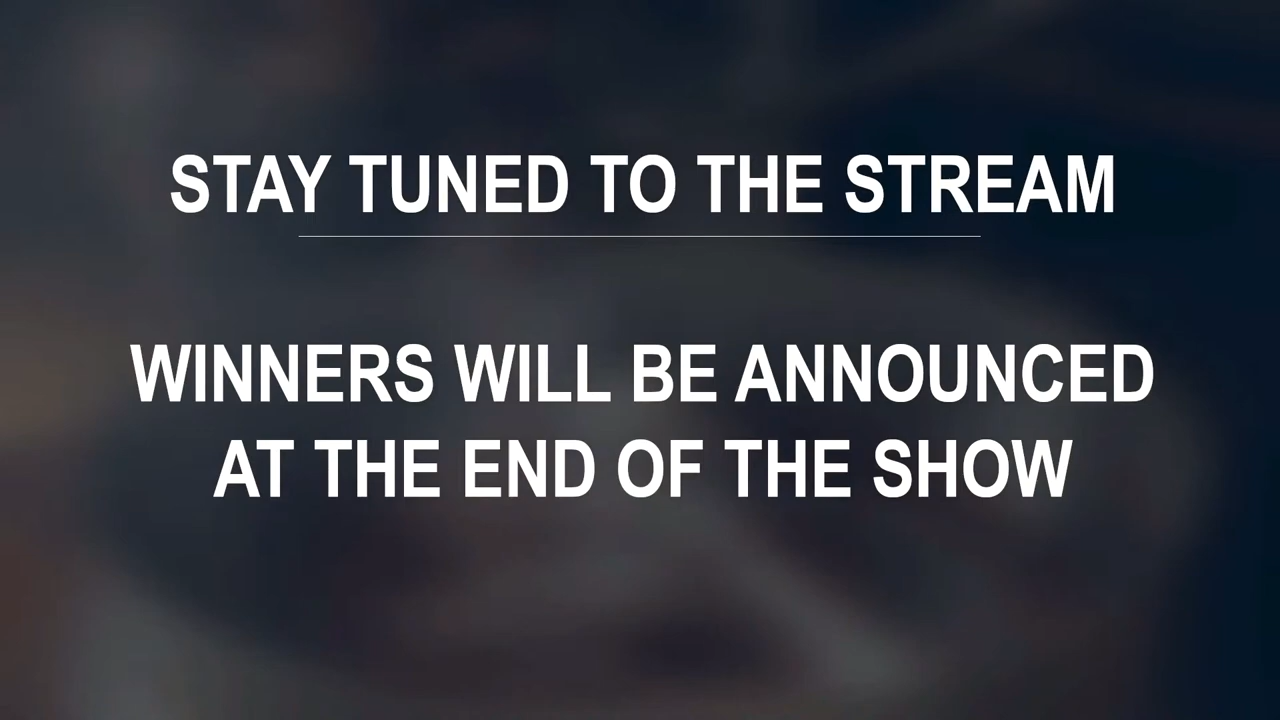 STAY TUNED TO THE STREAM
WINNERS WILL BE ANNOUNCED
AT THE END OF THE SHOW